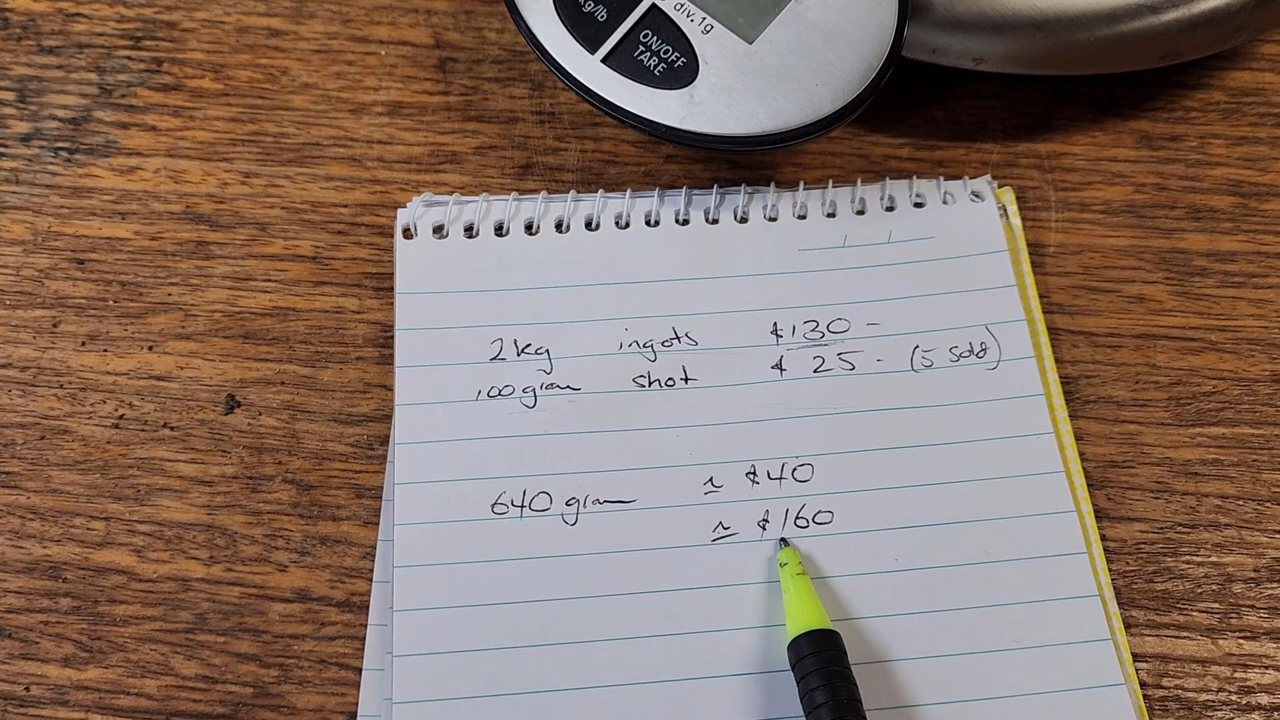 kg/lb
ON/OFF
TARE
div.1g
2kg ingots $130 -
100 gram shot $ 25 - (5 sold)
640 gram ≃ $40
≃ $160